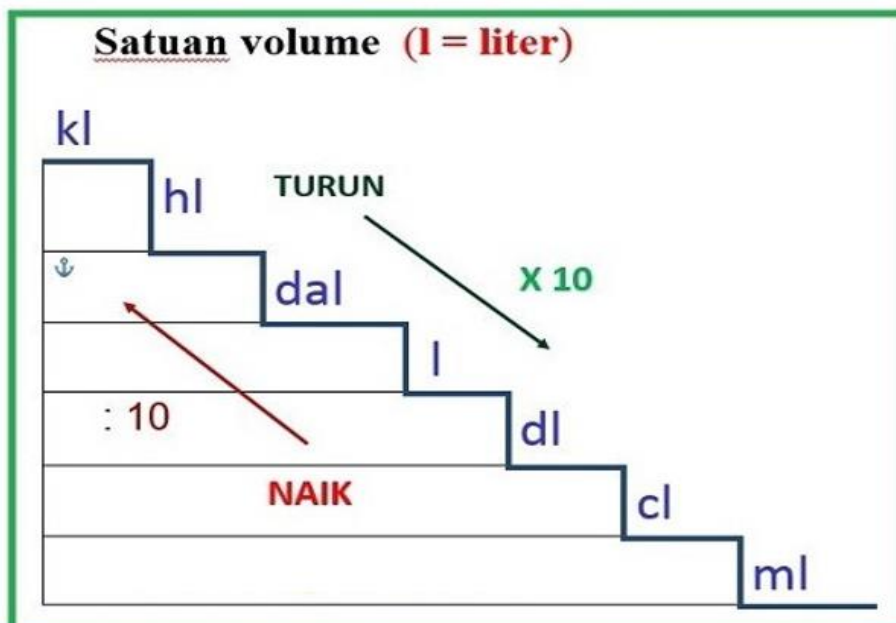 Satuan volume (l = liter)
kl
hl
TURUN
dal
X 10
l
: 10
dl
NAIK
cl
ml